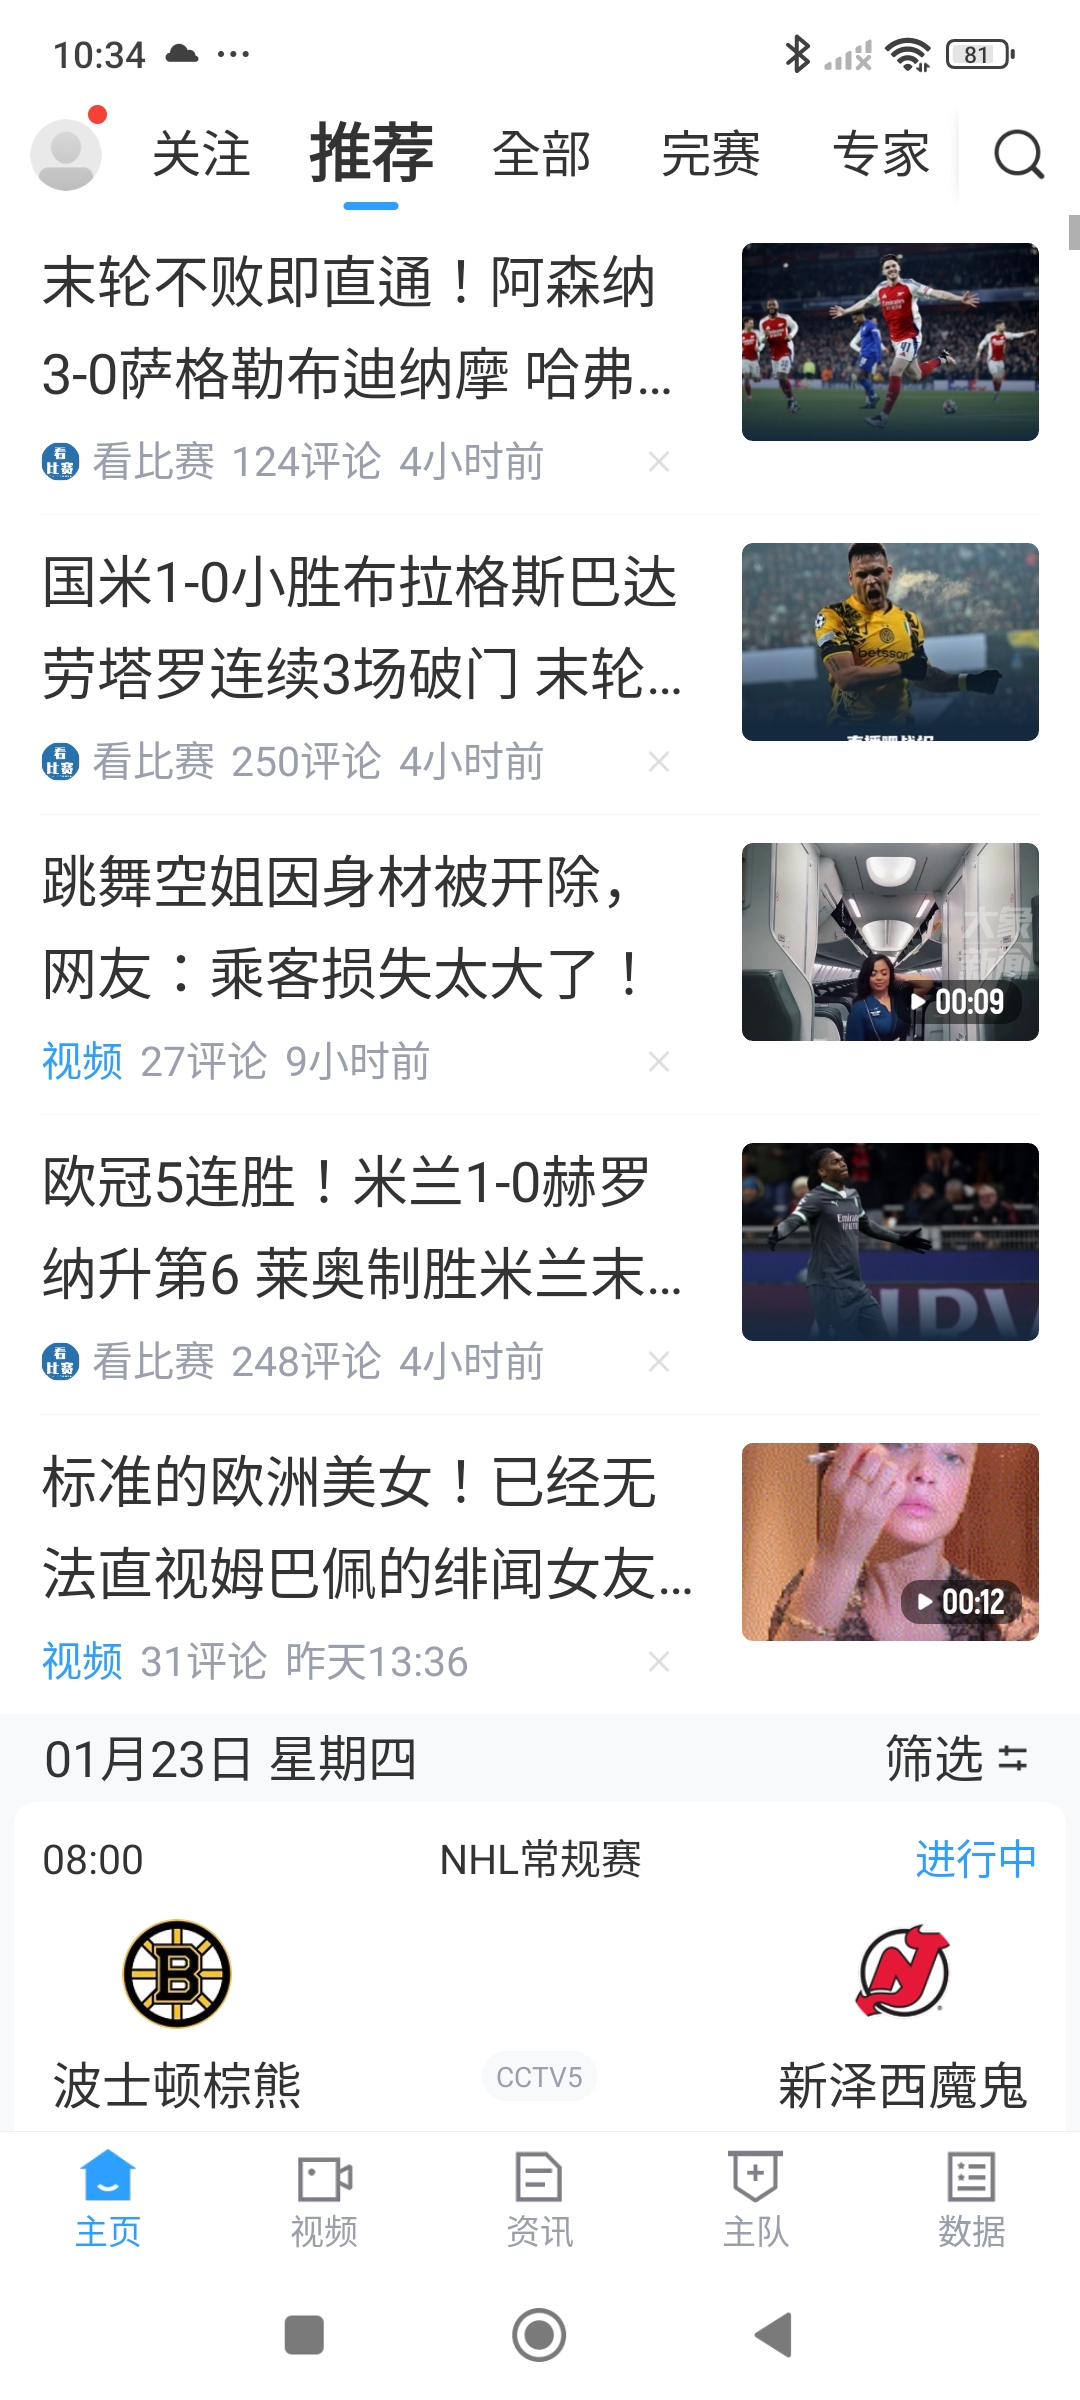 10:34
81
关注 推荐 全部 完赛 专家
末轮不败即直通！阿森纳
3-0萨格勒布迪纳摩 哈弗...
看比赛 124评论 4小时前
国米1-0小胜布拉格斯巴达
劳塔罗连续3场破门 末轮...
betsson
看比赛 250评论 4小时前
跳舞空姐因身材被开除，
网友：乘客损失太大了！
大象
新闻
00:09
视频 27评论 9小时前
欧冠5连胜！米兰1-0赫罗
纳升第6 莱奥制胜米兰末...
看比赛 248评论 4小时前
标准的欧洲美女！已经无
法直视姆巴佩的绯闻女友...
00:12
视频 31评论 昨天13:36
01月23日 星期四 筛选
08:00 NHL常规赛 进行中
B
波士顿棕熊 CCTV5 新泽西魔鬼
主页 视频 资讯 主队 数据